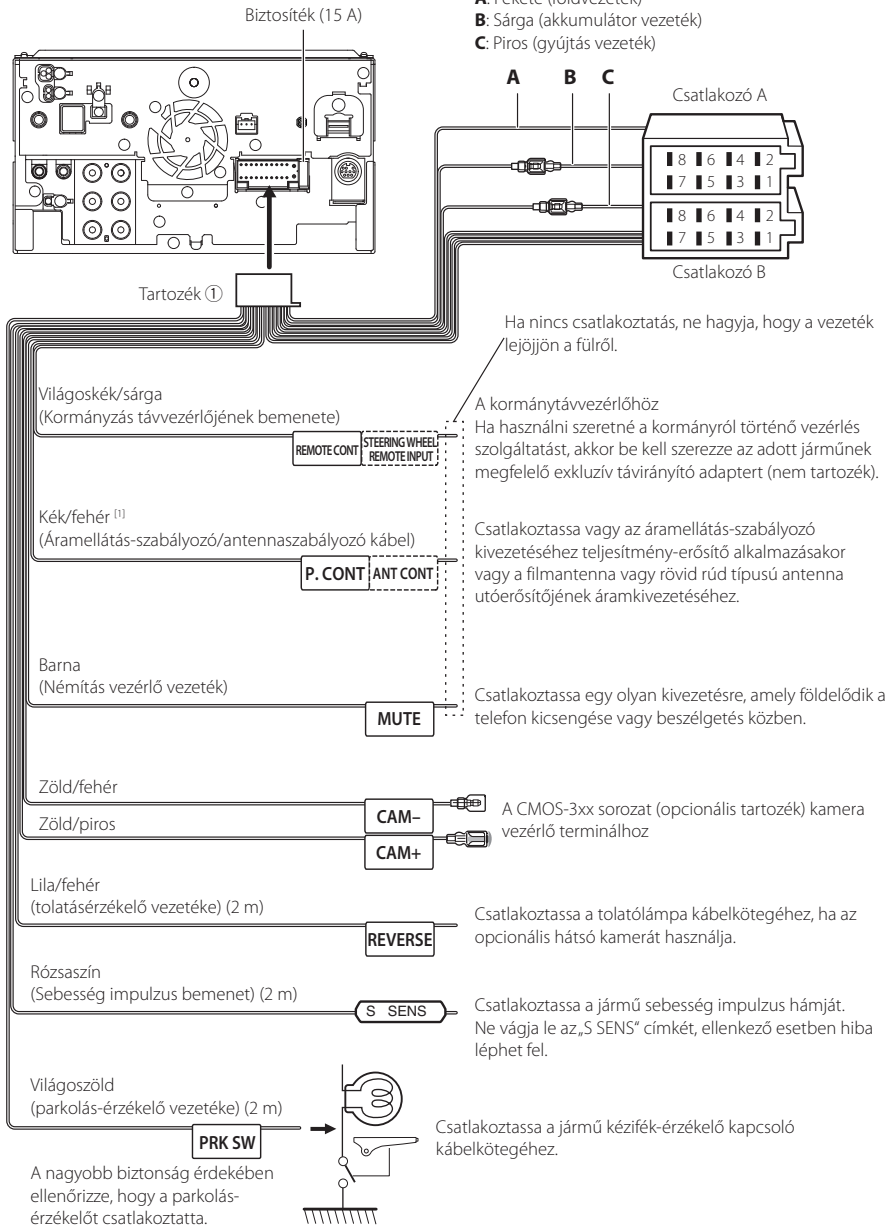 A: Fekete (földvezeték)
Biztosíték (15 A)
B: Sárga (akkumulátor vezeték)
C: Piros (gyújtás vezeték)
A B C
Csatlakozó A
8 6 4 2
7 5 3 1
8 6 4 2
7 5 3 1
Csatlakozó B
Tartozék ①
Ha nincs csatlakoztatás, ne hagyja, hogy a vezeték
lejöjjön a fülről.
Világoskék/sárga
(Kormányzás távvezérlőjének bemenete)
REMOTE CONT
STEERING WHEEL
REMOTE INPUT
A kormánytávvezérlőhöz
Ha használni szeretné a kormányról történő vezérlés
szolgáltatást, akkor be kell szerezze az adott járműnek
megfelelő exkluzív távirányító adaptert (nem tartozék).
Kék/fehér [1]
(Áramellátás-szabályozó/antennaszabályozó kábel)
P. CONT ANT CONT
Csatlakoztassa vagy az áramellátás-szabályozó
kivezetéséhez teljesítmény-erősítő alkalmazásakor
vagy a filmantenna vagy rövid rúd típusú antenna
utóerősítőjének áramkivezetéséhez.
Barna
(Némítás vezérlő vezeték)
MUTE
Csatlakoztassa egy olyan kivezetésre, amely földelődik a
telefon kicsengése vagy beszélgetés közben.
Zöld/fehér
CAM–
Zöld/piros
CAM+
A CMOS-3xx sorozat (opcionális tartozék) kamera
vezérlő terminálhoz
Lila/fehér
(tolatásérzékelő vezetéke) (2 m)
REVERSE
Csatlakoztassa a tolatólámpa kábelkötegéhez, ha az
opcionális hátsó kamerát használja.
Rózsaszín
(Sebesség impulzus bemenet) (2 m)
S SENS
Csatlakoztassa a jármű sebesség impulzus hámját.
Ne vágja le az „S SENS“ címkét, ellenkező esetben hiba
léphet fel.
Világoszöld
(parkolás-érzékelő vezetéke) (2 m)
PRK SW
Csatlakoztassa a jármű kézifék-érzékelő kapcsoló
kábelkötegéhez.
A nagyobb biztonság érdekében
ellenőrizze, hogy a parkolás-
érzékelőt csatlakoztatta.